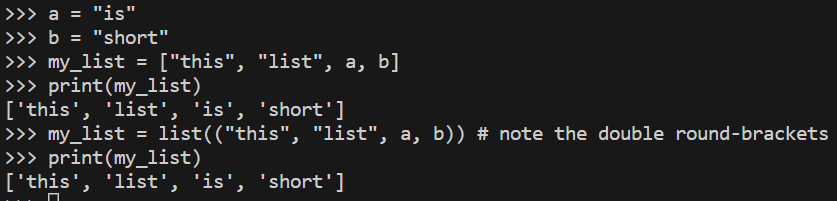 >>> a = "is"
>>> b = "short"
>>> my_list = ["this", "list", a, b]
>>> print(my_list)
['this', 'list', 'is', 'short']
>>> my_list = list(("this", "list", a, b)) # note the double round-brackets
>>> print(my_list)
['this', 'list', 'is', 'short']
>>>